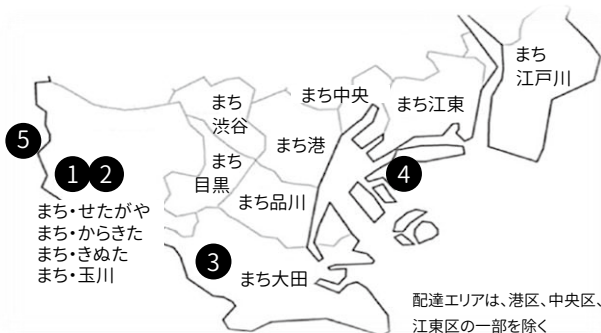 まち
江戸川
まち中央
まち江東
まち
渋谷
まち港
まち
目黒
まち品川
5
1 2
4
まち・せたがや
まち・からきた
まち・きぬた
まち・玉川
3
まち大田
配達エリアは、港区、中央区、
江東区の一部を除く